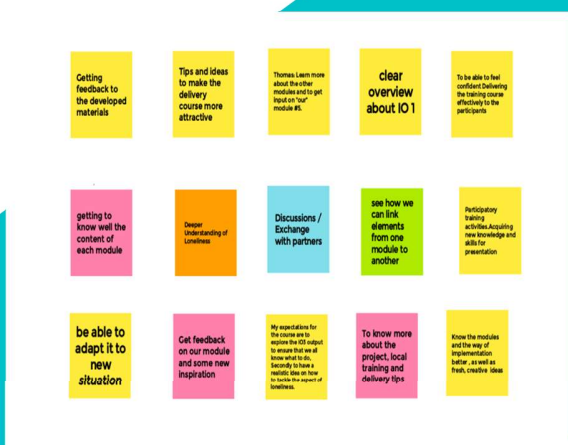 Getting
feedback to
the developed
materials
Tips and ideas
to make the
delivery
course more
attractive
Thomas: Learn more
about the other
modules and to get
input on "our"
module #5.
clear
overview
about IO 1
To be able to feel
confident Delivering
the training course
effectively to the
participants
getting to
know well the
content of
each module
Deeper
Understanding of
Loneliness
Discussions /
Exchange
with partners
see how we
can link
elements
from one
module to
another
Participatory
training
activities.Acquiring
new knowledge and
skills for
presentation
be able to
adapt it to
new
situation
Get feedback
on our module
and some new
inspiration
My expectations for
the course are to
explore the IO3 output
to ensure that we all
know what to do.
Secondly to have a
realistic idea on how
to tackle the aspect of
loneliness.
To know more
about the
project, local
training and
delivery tips
Know the modules
and the way of
implementation
better , as well as
fresh, creative ideas